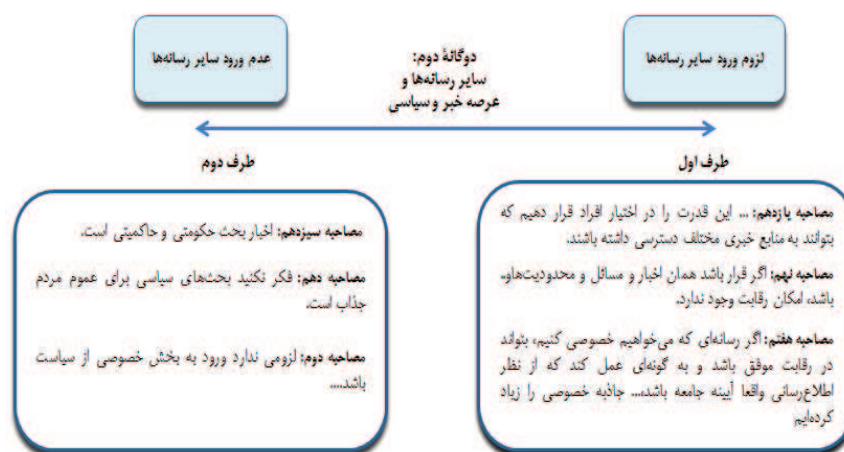 لزوم ورود سایر رسانه‌ها
دوگانهٔ دوم:
سایر رسانه‌ها و
عرصه خبر و سیاسی
عدم ورود سایر رسانه‌ها
طرف اول
مصاحبه یازدهم: ... این قدرت را در اختیار افراد قرار دهیم که
بتوانند به منابع خبری مختلف دسترسی داشته باشند.
مصاحبه نهم: اگر قرار باشد همان اخبار و مسائل و محدودیت‌هاو..
باشد، امکان رقابت وجود ندارد.
مصاحبه هفتم: اگر رسانه‌ای که می‌خواهیم خصوصی کنیم، بتواند
در رقابت موفق باشد و به گونه‌ای عمل کند که از نظر
اطلاع‌رسانی واقعا آیینه جامعه باشد،... جاذبه خصوصی را زیاد
کرده‌ایم
طرف دوم
مصاحبه سیزدهم: اخبار بحث حکومتی و حاکمیتی است.
مصاحبه دهم: فکر نکنید بحث‌های سیاسی برای عموم مردم
جذاب است.
مصاحبه دوم: لزومی ندارد ورود به بخش خصوصی از سیاست
باشد....